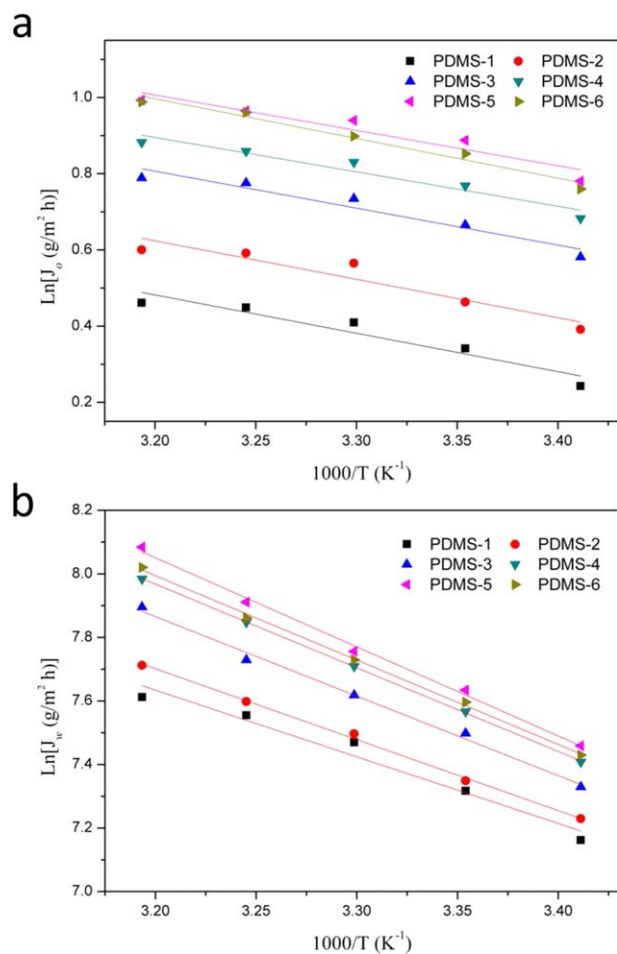 a
PDMS-1 PDMS-2
PDMS-3 PDMS-4
PDMS-5 PDMS-6
1.0
0.8
0.6
0.4
0.2
Ln[J_o (g/m² h)]
3.20 3.25 3.30 3.35 3.40
1000/T (K⁻¹)
b
PDMS-1 PDMS-2
PDMS-3 PDMS-4
PDMS-5 PDMS-6
8.2
8.0
7.8
7.6
7.4
7.2
7.0
Ln[J_w (g/m² h)]
3.20 3.25 3.30 3.35 3.40
1000/T (K⁻¹)